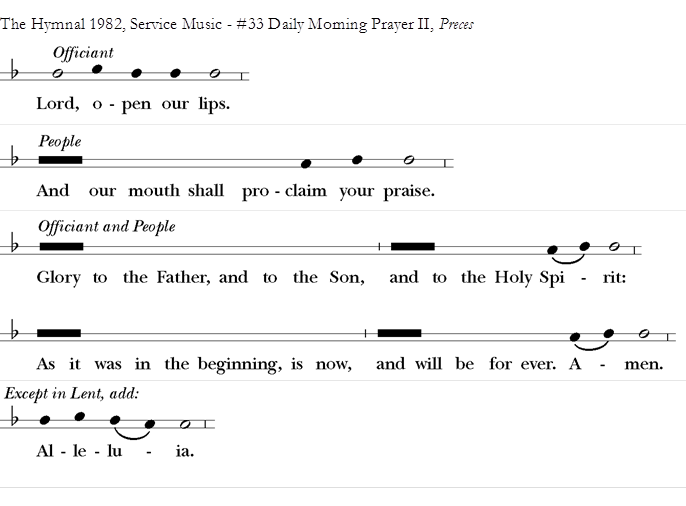 The Hymnal 1982, Service Music - #33 Daily Morning Prayer II, Preces
Officiant
Lord, o - pen our lips.
People
And our mouth shall pro - claim your praise.
Officiant and People
Glory to the Father, and to the Son, and to the Holy Spi - rit:
As it was in the beginning, is now, and will be for ever. A - men.
Except in Lent, add:
Al - le - lu - ia.